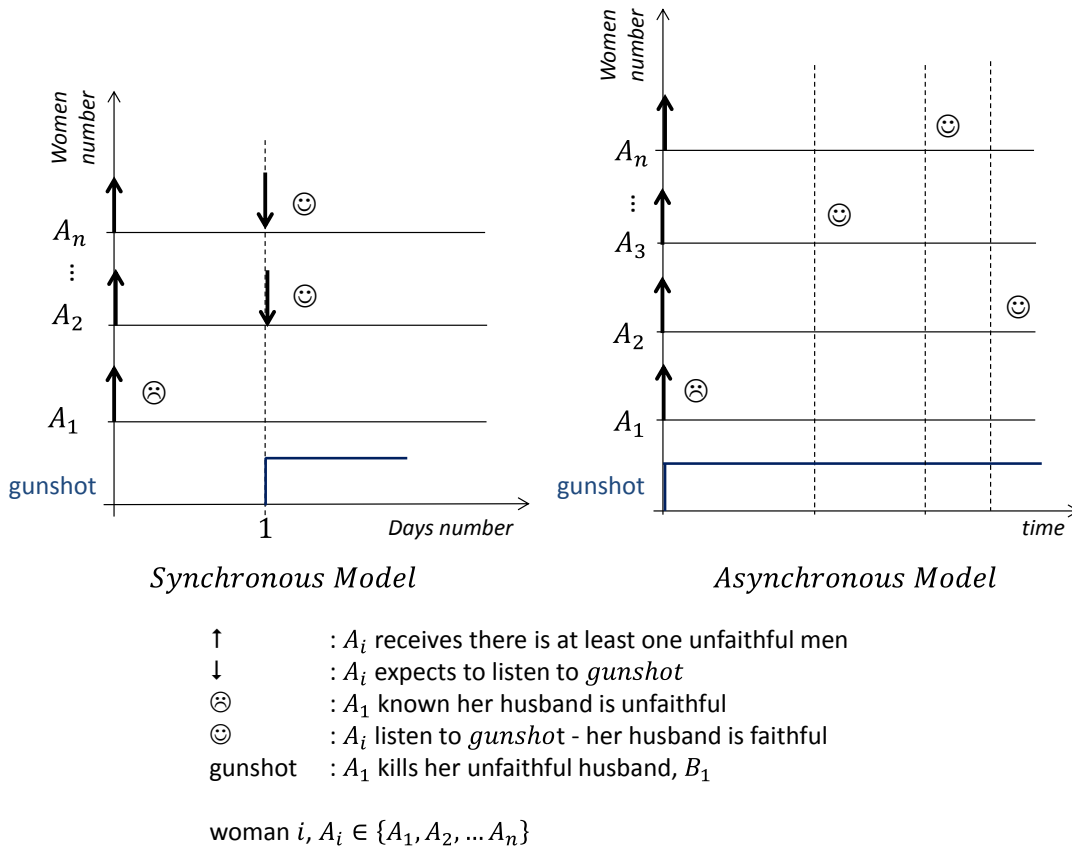 Women
number
A_n
⋮
A_2
A_1
gunshot
1
Days number
Synchronous Model
Women
number
A_n
⋮
A_3
A_2
A_1
gunshot
time
Asynchronous Model
↑ : A_i receives there is at least one unfaithful men
↓ : A_i expects to listen to gunshot
☹ : A_1 known her husband is unfaithful
☺ : A_i listen to gunshot - her husband is faithful
gunshot : A_1 kills her unfaithful husband, B_1
woman i, A_i ∈ {A_1, A_2, … A_n}